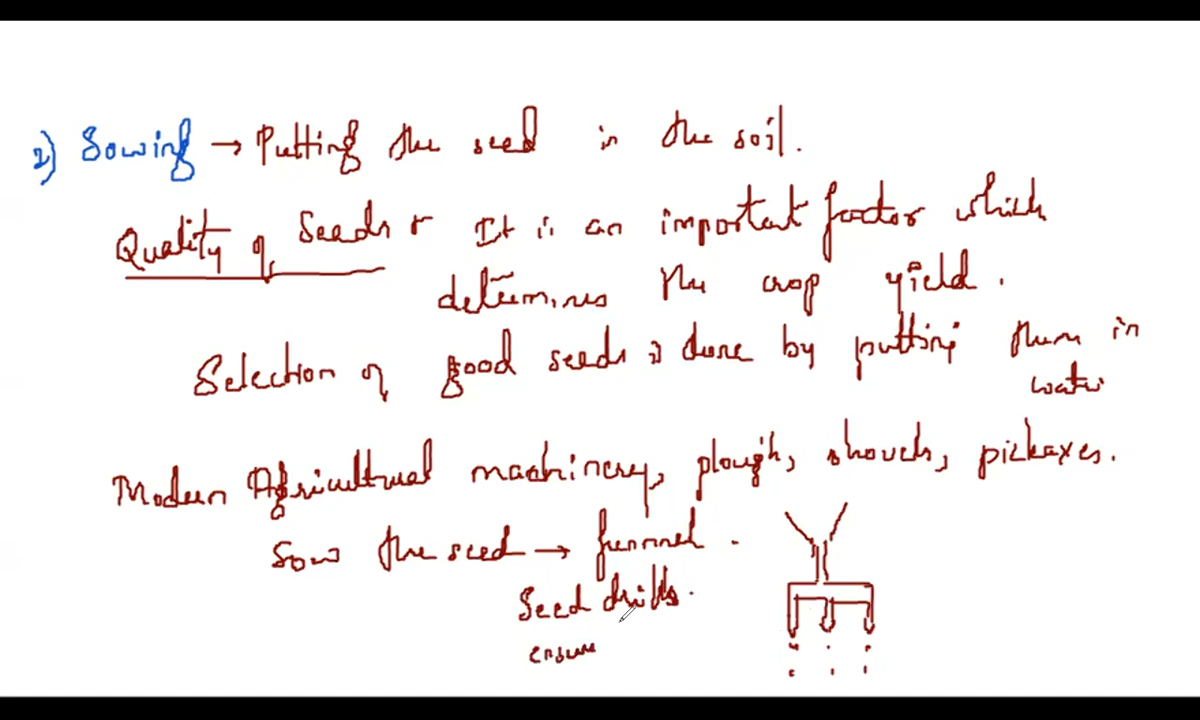 2) Sowing → Putting the seed in the soil.
Quality of Seeds r It is an important factor which
determines the crop yield.
Selection of good seeds is done by putting them in
water
Modern Agricultural machinery, plough, shovels, pickaxes.
Sow the seed → funnel.
Seed drills.
ensure